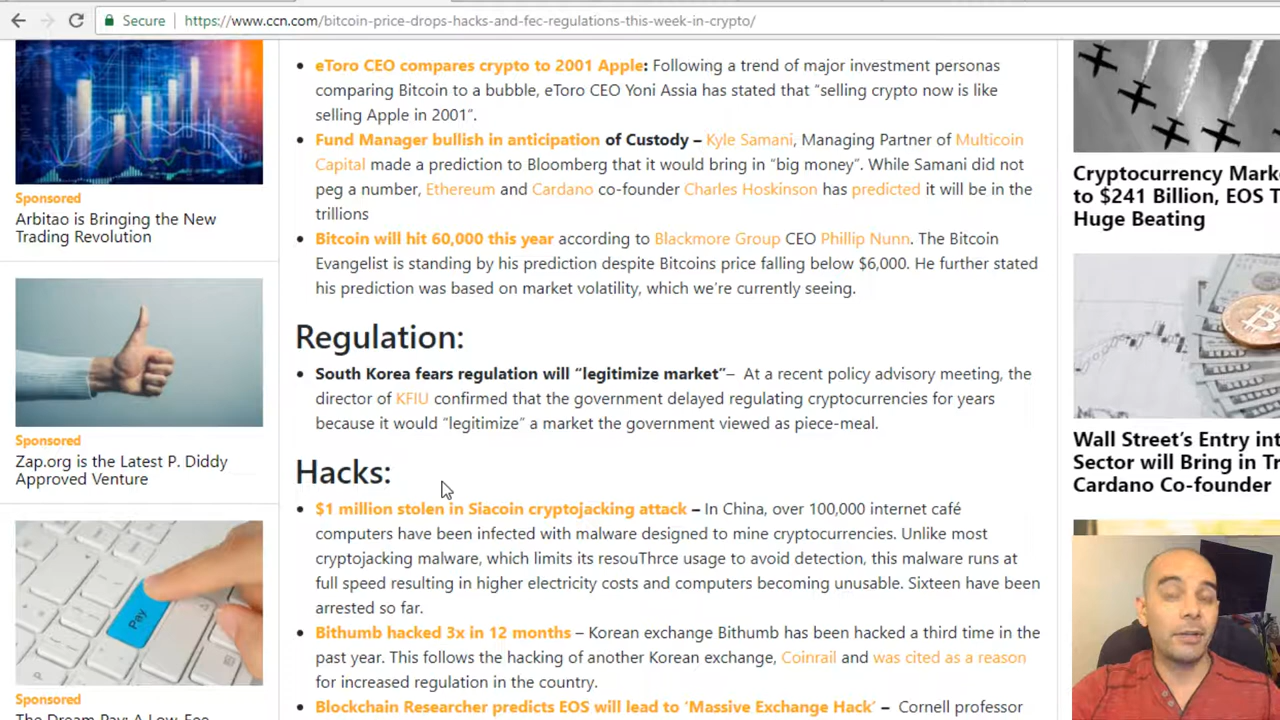 Secure
https://www.ccn.com/bitcoin-price-drops-hacks-and-fec-regulations-this-week-in-crypto/
Sponsored
Arbitao is Bringing the New
Trading Revolution
Sponsored
Zap.org is the Latest P. Diddy
Approved Venture
Pay
Sponsored
The Dream Pay: A Low-Fee
• eToro CEO compares crypto to 2001 Apple: Following a trend of major investment personas
comparing Bitcoin to a bubble, eToro CEO Yoni Assia has stated that “selling crypto now is like
selling Apple in 2001”.
• Fund Manager bullish in anticipation of Custody – Kyle Samani, Managing Partner of Multicoin
Capital made a prediction to Bloomberg that it would bring in “big money”. While Samani did not
peg a number, Ethereum and Cardano co-founder Charles Hoskinson has predicted it will be in the
trillions
• Bitcoin will hit 60,000 this year according to Blackmore Group CEO Phillip Nunn. The Bitcoin
Evangelist is standing by his prediction despite Bitcoins price falling below $6,000. He further stated
his prediction was based on market volatility, which we’re currently seeing.
Regulation:
• South Korea fears regulation will “legitimize market”– At a recent policy advisory meeting, the
director of KFIU confirmed that the government delayed regulating cryptocurrencies for years
because it would “legitimize” a market the government viewed as piece-meal.
Hacks:
• $1 million stolen in Siacoin cryptojacking attack – In China, over 100,000 internet café
computers have been infected with malware designed to mine cryptocurrencies. Unlike most
cryptojacking malware, which limits its resouThrce usage to avoid detection, this malware runs at
full speed resulting in higher electricity costs and computers becoming unusable. Sixteen have been
arrested so far.
• Bithumb hacked 3x in 12 months – Korean exchange Bithumb has been hacked a third time in the
past year. This follows the hacking of another Korean exchange, Coinrail and was cited as a reason
for increased regulation in the country.
• Blockchain Researcher predicts EOS will lead to ‘Massive Exchange Hack’ – Cornell professor
Cryptocurrency Mark
to $241 Billion, EOS T
Huge Beating
Wall Street’s Entry int
Sector will Bring in Tr
Cardano Co-founder